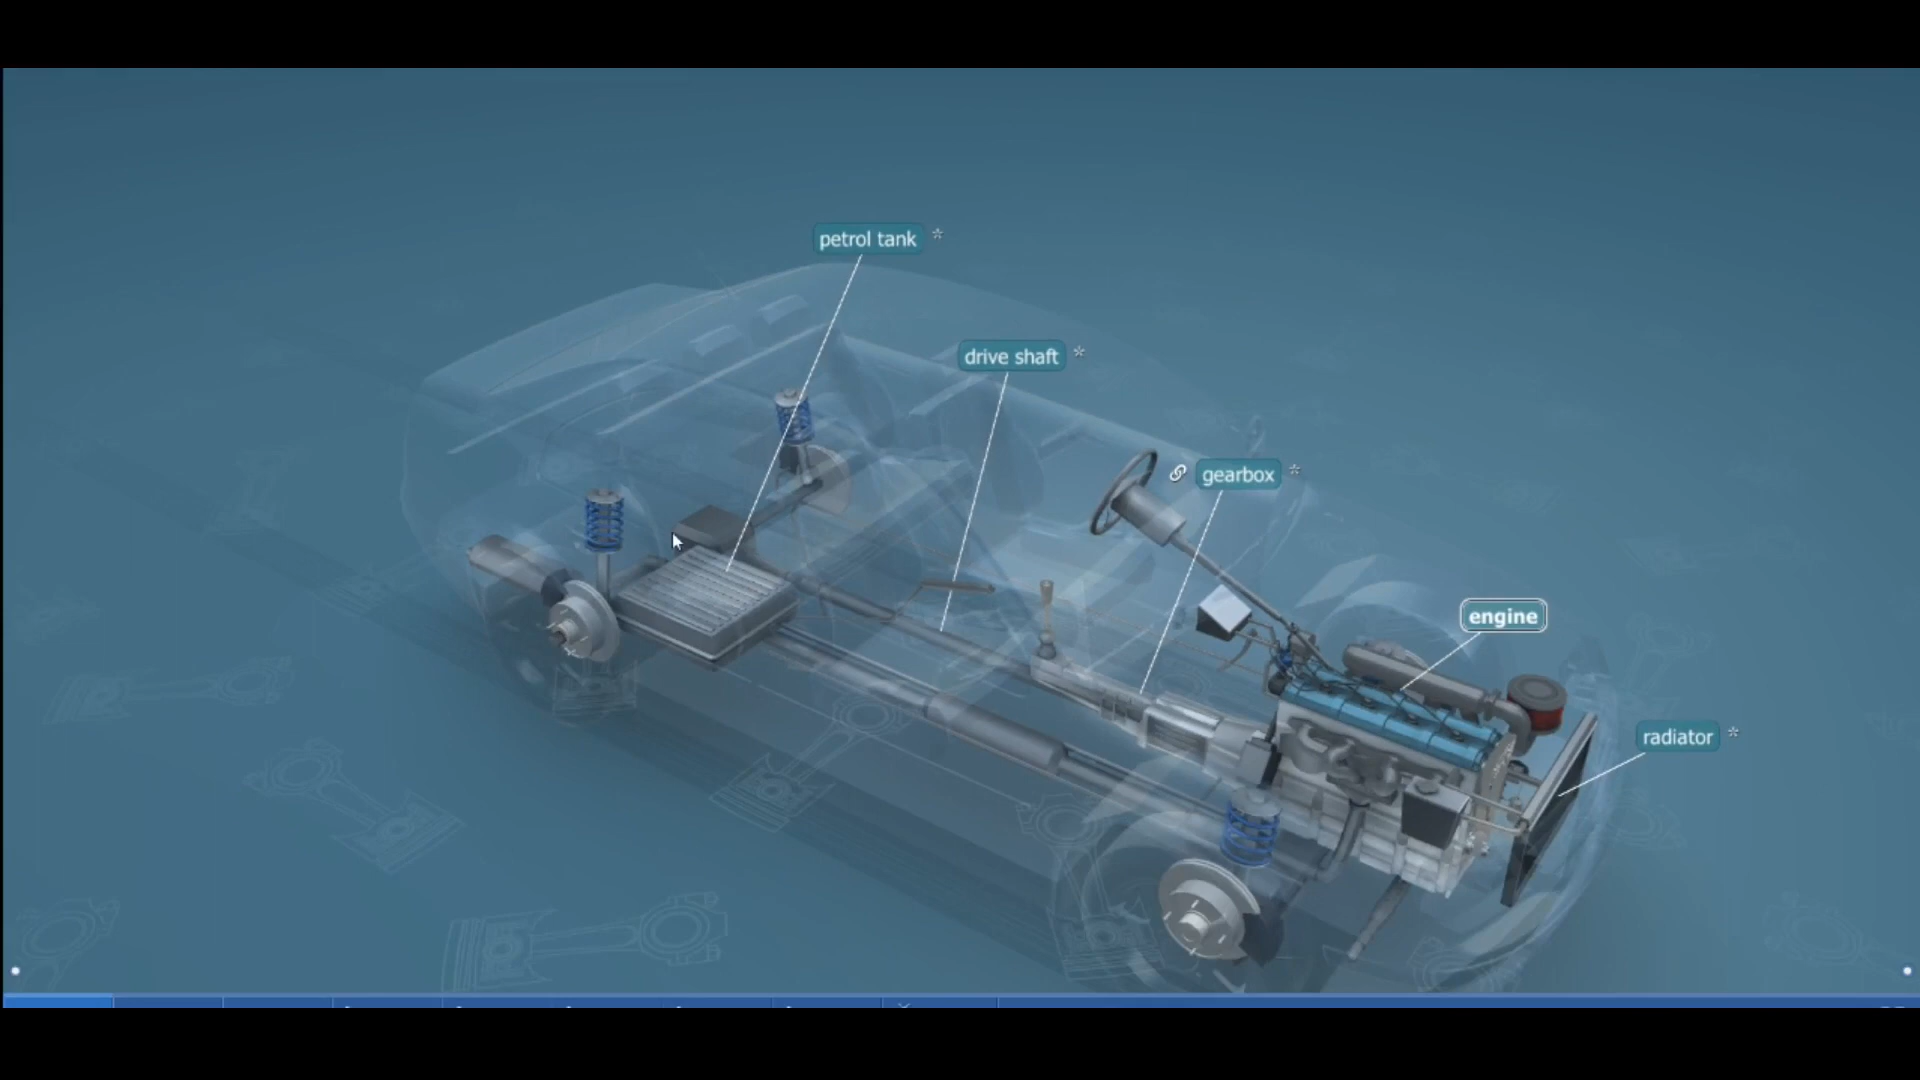 petrol tank *
drive shaft *
gearbox *
engine
radiator *